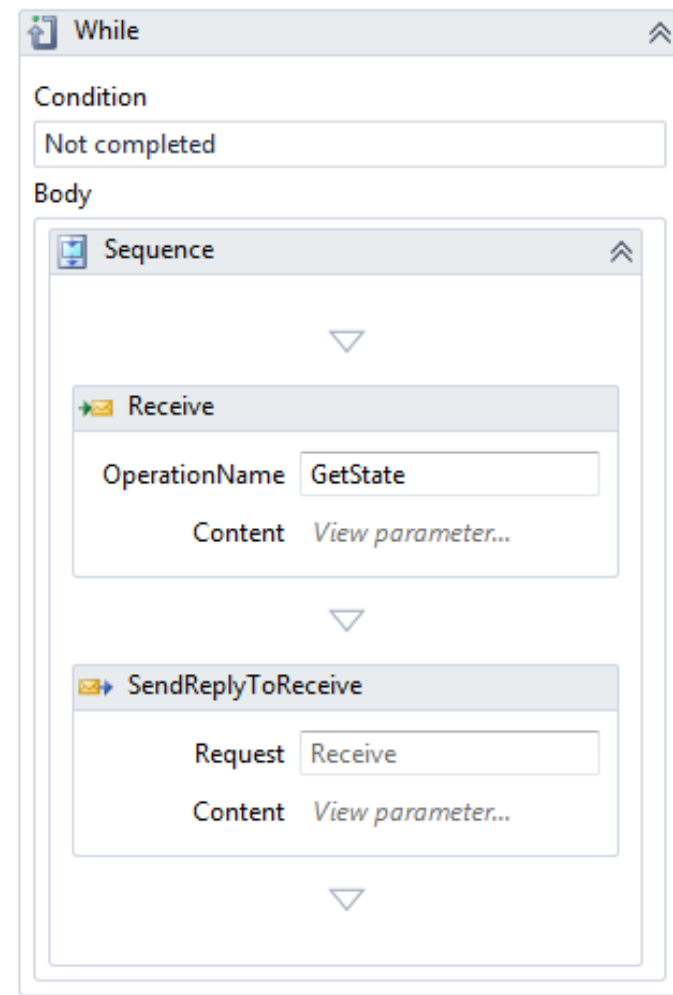 While
Condition
Not completed
Body
Sequence
Receive
OperationName GetState
Content View parameter...
SendReplyToReceive
Request Receive
Content View parameter...